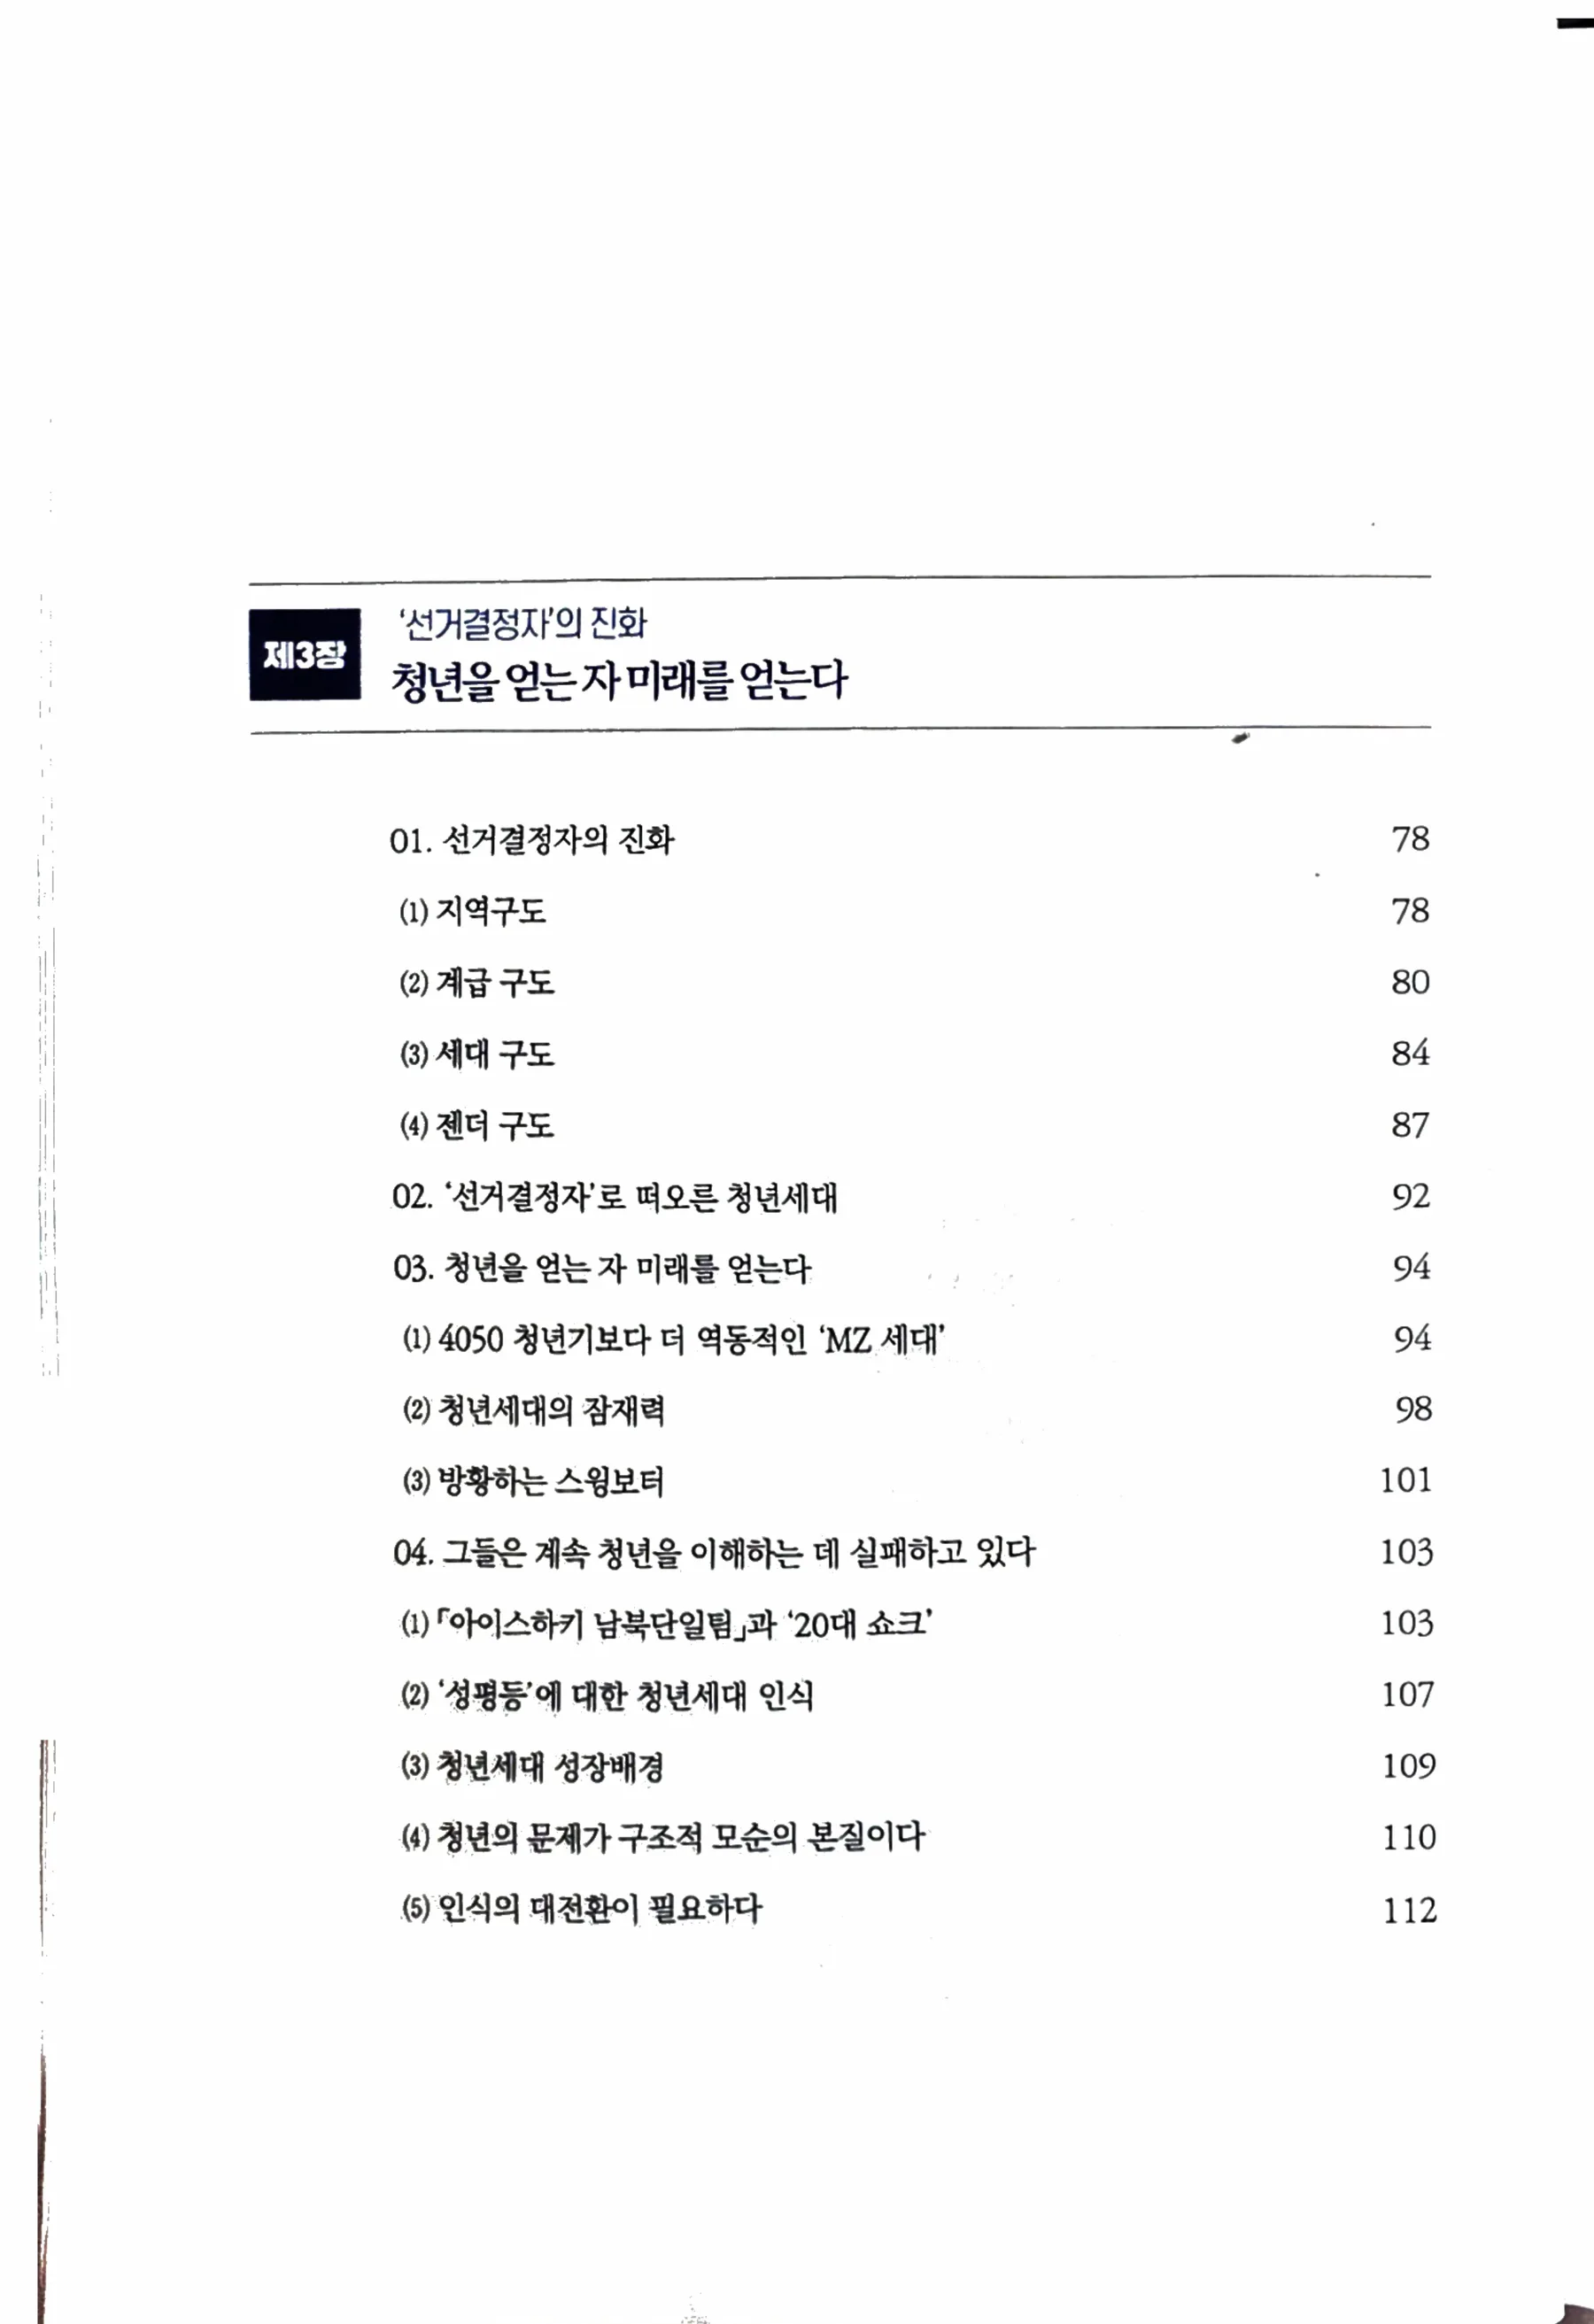 제3장
‘선거결정자’의 진화
청년을 얻는 자 미래를 얻는다
01. 선거결정자의 진화 78
(1) 지역구도 78
(2) 계급 구도 80
(3) 세대 구도 84
(4) 젠더 구도 87
02. ‘선거결정자’로 떠오른 청년세대 92
03. 청년을 얻는 자 미래를 얻는다 94
(1) 4050 청년기보다 더 역동적인 ‘MZ 세대’ 94
(2) 청년세대의 잠재력 98
(3) 방황하는 스윙보터 101
04. 그들은 계속 청년을 이해하는 데 실패하고 있다 103
(1) 「아이스하키 남북단일팀」과 ‘20대 쇼크’ 103
(2) ‘성평등’에 대한 청년세대 인식 107
(3) 청년세대 성장배경 109
(4) 청년의 문제가 구조적 모순의 본질이다 110
(5) 인식의 대전환이 필요하다 112